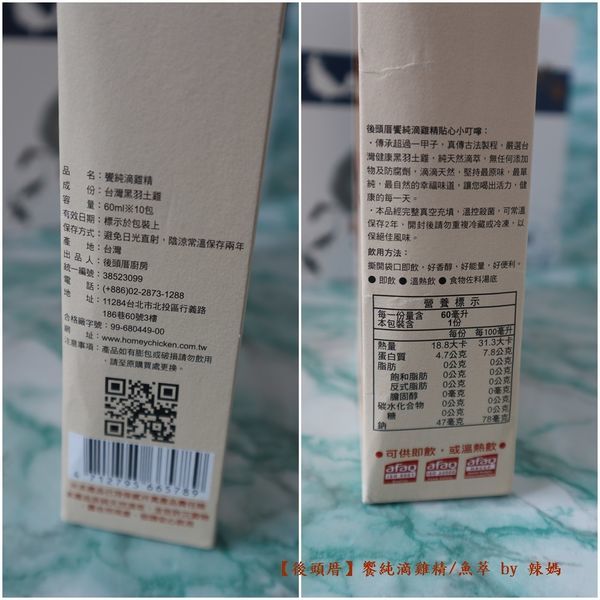 品　名：饗純滴雞精
成　份：台灣黑羽土雞
容　量：60ml※10包
有效日期：標示於包裝上
保存方式：避免日光直射，陰涼常溫保存兩年
產　地：台灣
出 品 人：後頭厝廚房
統一編號：38523099
電　話：(+886)02-2873-1288
地　址：11284台北市北投區行義路
186巷60號3樓
合格廠字號：99-680449-00
網　址：www.homeychicken.com.tw
注意事項：產品如有膨包或破損請勿飲用
，請至原購買處更換。
4 712795 665789
後頭厝饗純滴雞精貼心小叮嚀：
・傳承超過一甲子，真傳古法製程，嚴選台
灣健康黑羽土雞，純天然滴萃，無任何添加
物及防腐劑，滴滴天然，堅持最原味，最單
純，最自然的幸福味道，讓您喝出活力，健
康的每一天。
・本品經完整真空充填，溫控殺菌，可常溫
保存2年，開封後請勿重複冷藏或冷凍，以
保絕佳風味。
飲用方法：
撕開袋口即飲，好香醇，好能量，好便利。
● 即飲 ● 溫熱飲 ● 食物佐料湯底
營 養 標 示
每一份量含 60毫升
本包裝含 1份
每份 每100毫升
熱量 18.8大卡 31.3大卡
蛋白質 4.7公克 7.8公克
脂肪 0公克 0公克
飽和脂肪 0公克 0公克
反式脂肪 0公克 0公克
膽固醇 0毫克 0毫克
碳水化合物 0公克 0公克
糖 0公克 0公克
鈉 47毫克 78毫克
●可供即飲，或溫熱飲●
afaq afaq afaq
【後頭厝】饗純滴雞精/魚萃 by 辣媽